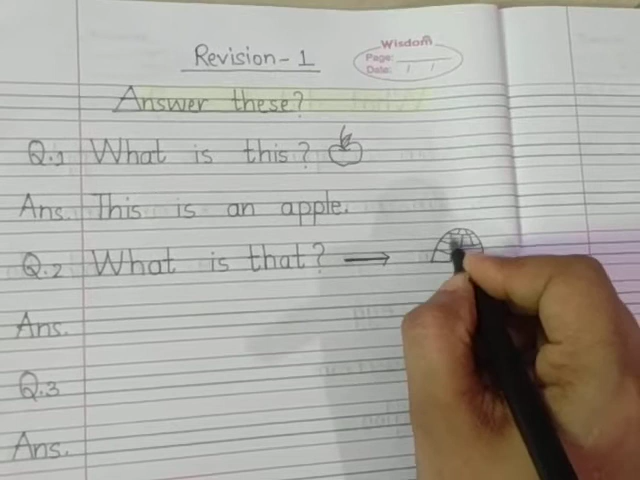 Revision-1
Wisdom
Page:
Date: / /
Answer these?
Q.1 What is this?
Ans. This is an apple.
Q.2 What is that? →
Ans.
Q.3
Ans.